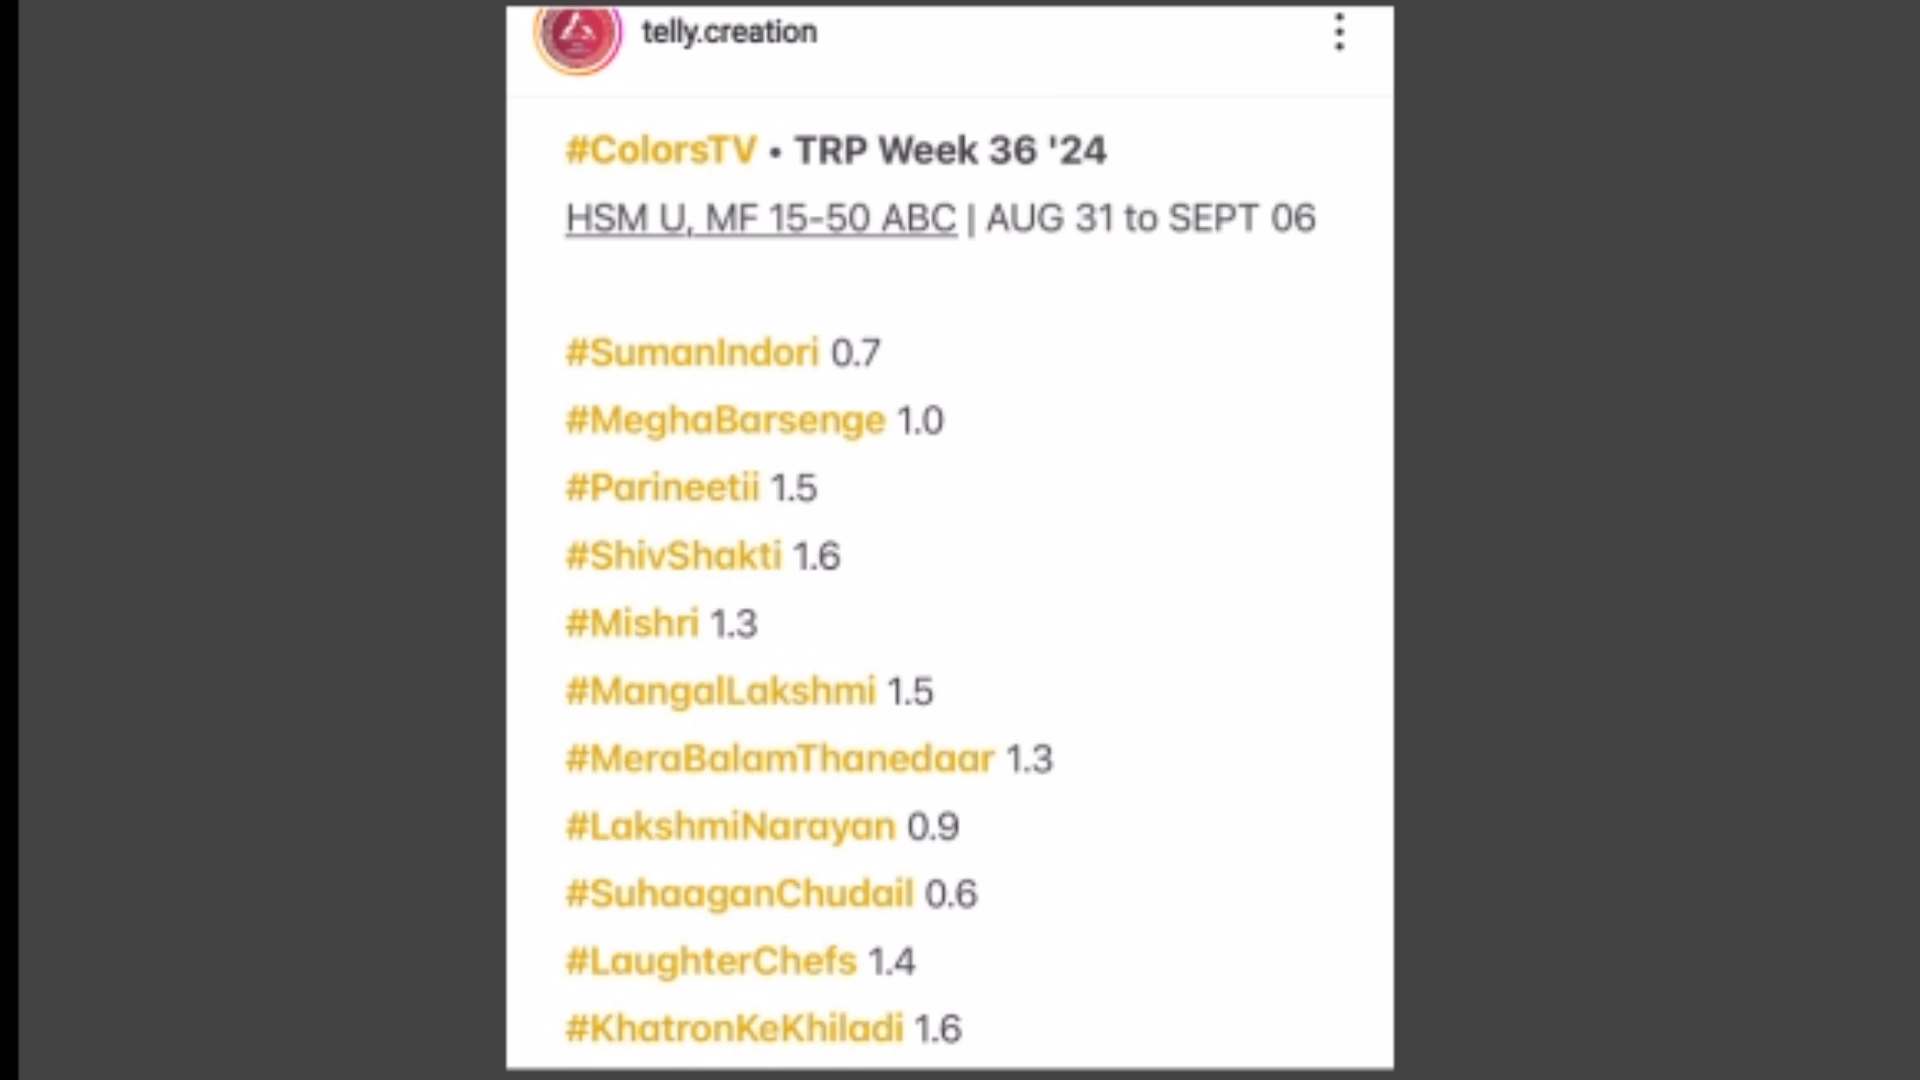 telly.creation
#ColorsTV • TRP Week 36 '24
HSM U, MF 15-50 ABC | AUG 31 to SEPT 06
#SumanIndori 0.7
#MeghaBarsenge 1.0
#Parineetii 1.5
#ShivShakti 1.6
#Mishri 1.3
#MangalLakshmi 1.5
#MeraBalamThanedaar 1.3
#LakshmiNarayan 0.9
#SuhaaganChudail 0.6
#LaughterChefs 1.4
#KhatronKeKhiladi 1.6